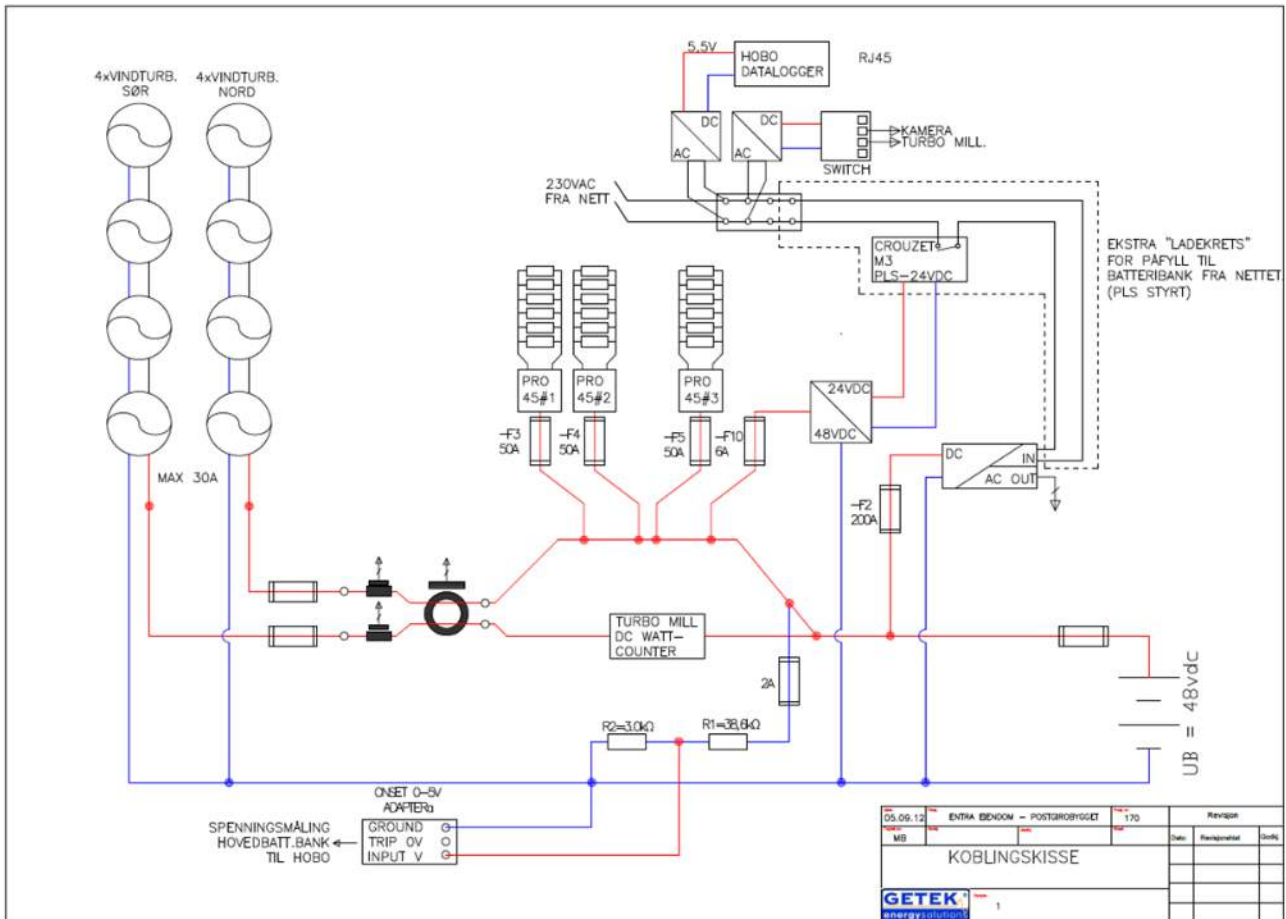 4xVINDTURB.
SØR
4xVINDTURB.
NORD
5,5V
HOBO
DATALOGGER
RJ45
DC
AC
DC
AC
KAMERA
TURBO MILL.
SWITCH
230VAC
FRA NETT
CROUZET
M3
PLS-24VDC
EKSTRA "LADEKRETS"
FOR PÅFYLL TIL
BATTERIBANK FRA NETTET
(PLS STYRT)
PRO
45#1
PRO
45#2
PRO
45#3
24VDC
48VDC
-F3
50A
-F4
50A
-F5
50A
-F10
6A
DC
IN
AC OUT
MAX 30A
-F2
200A
TURBO MILL
DC WATT-
COUNTER
2A
R2=3.0kΩ
R1=38,6kΩ
UB = 48vdc
ONSET 0-5V
SPENNINGSMÅLING
HOVEDBATT.BANK
TIL HOBO
GROUND
TRIP 0V
INPUT V
05.09.12
ENTRA EIENDOM - POSTGIROBYGGET
170
Revisjon
MB
Dato:
KOBLINGSKISSE
GETEK
energysolutions
1